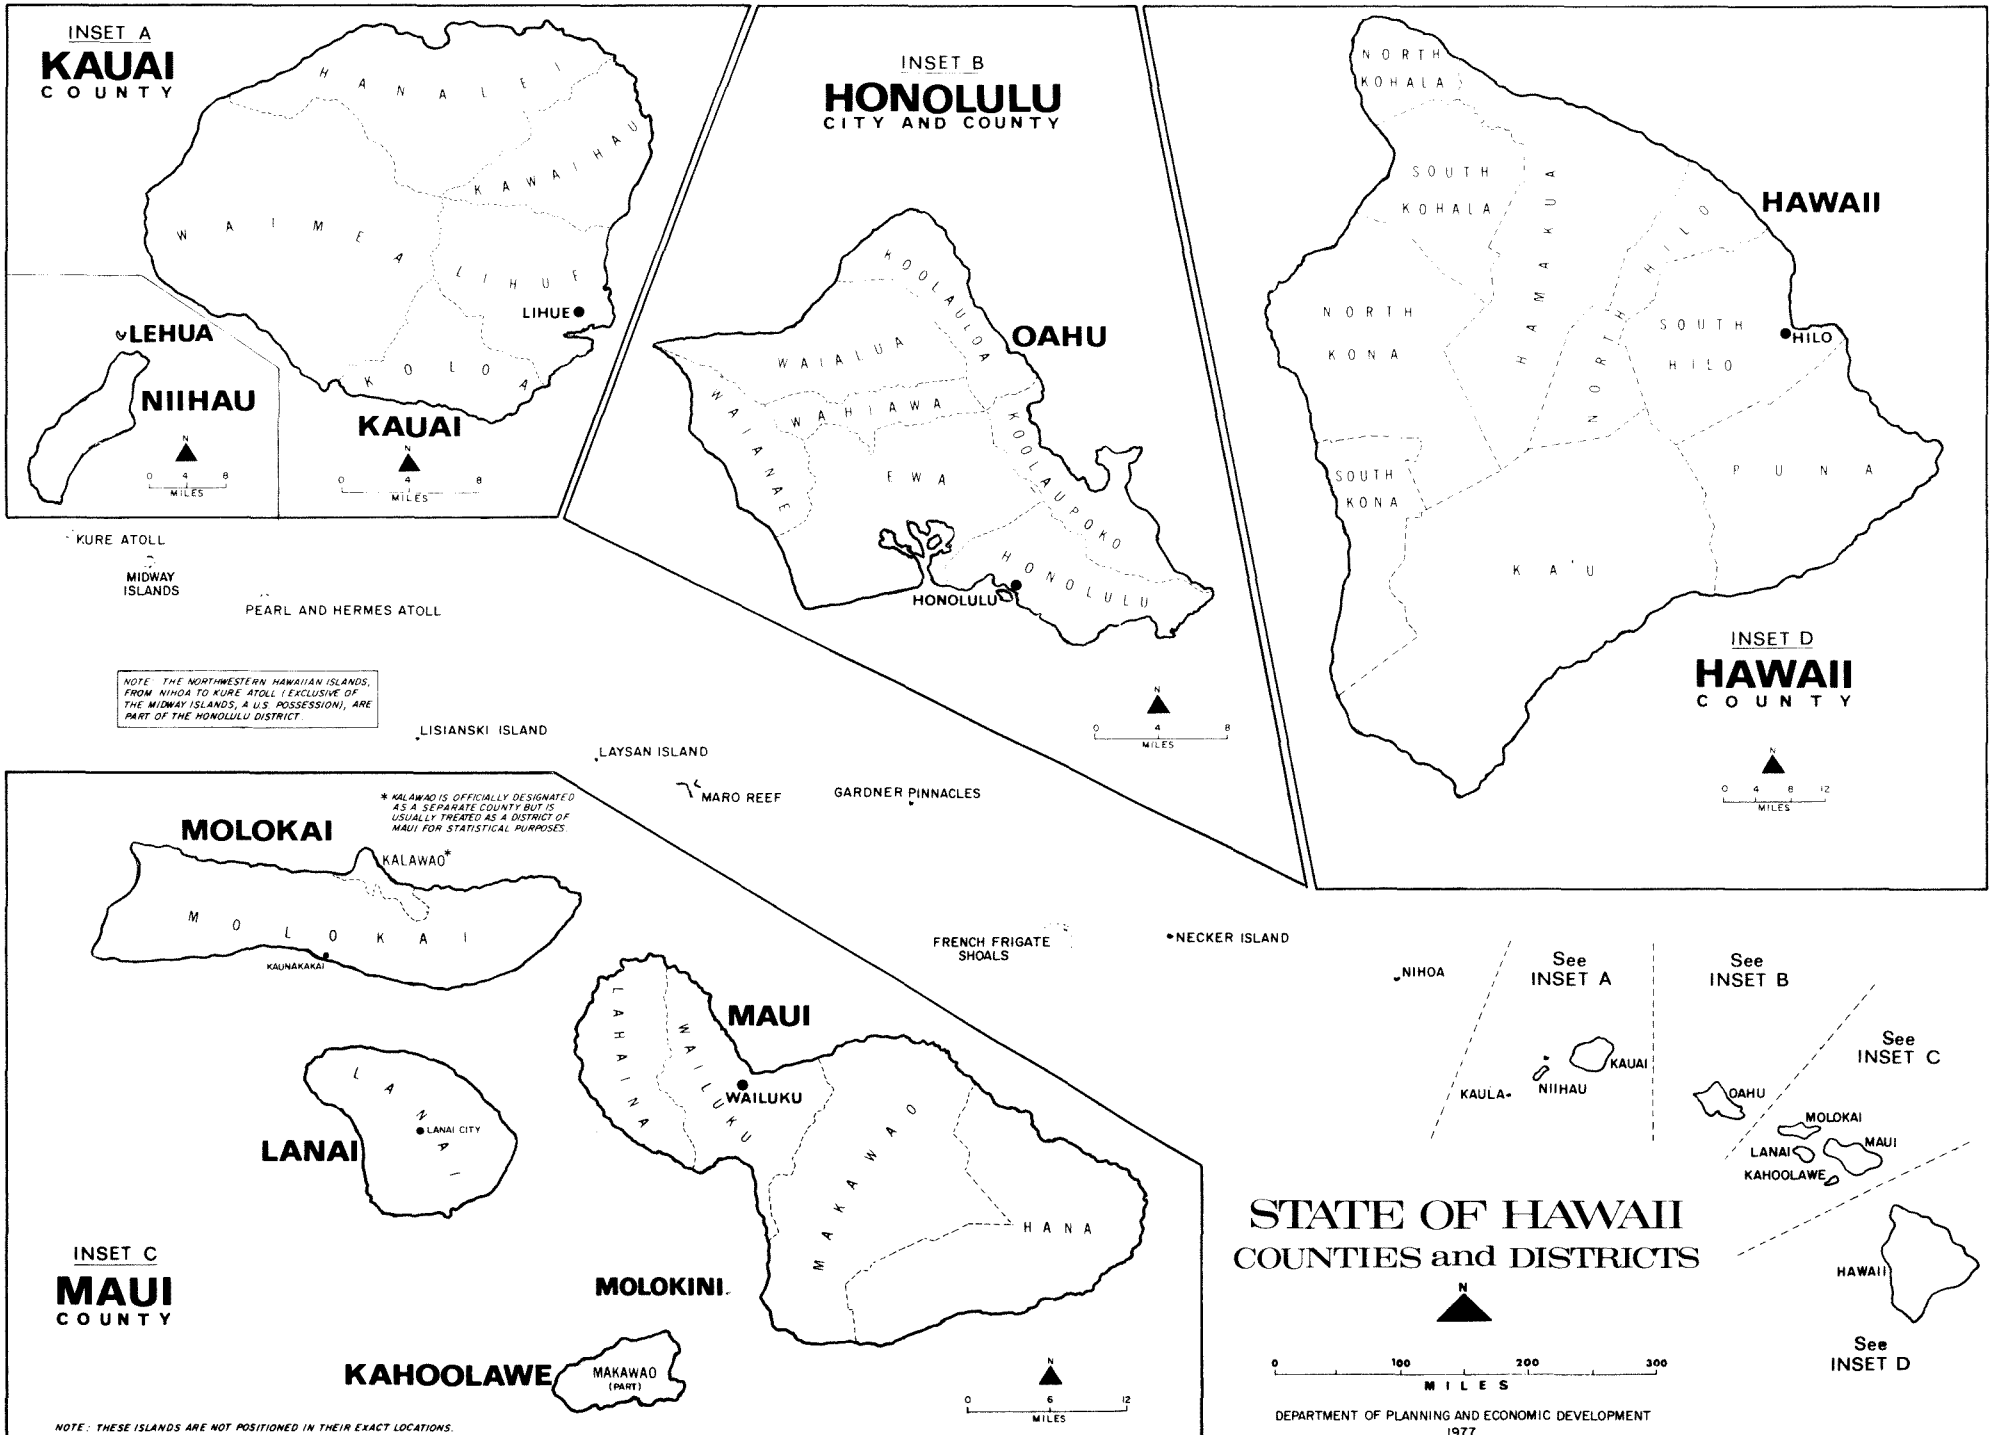 INSET A
KAUAI
COUNTY
HANALEI
KAWAIHAU
WAIMEA
LIHUE
LIHUE
KOLOA
KAUAI
N
0 4 8
MILES
LEHUA
NIIHAU
N
0 4 8
MILES
INSET B
HONOLULU
CITY AND COUNTY
KOOLAULOA
OAHU
WAIALUA
WAHIAWA
WAIANAE
EWA
KOOLAUPOKO
HONOLULU
HONOLULU
N
0 4 8
MILES
NORTH
KOHALA
SOUTH
KOHALA
HAMAKUA
NORTH HILO
HAWAII
NORTH
KONA
SOUTH
HILO
HILO
SOUTH
KONA
PUNA
KA'U
INSET D
HAWAII
COUNTY
N
0 4 8 12
MILES
KURE ATOLL
MIDWAY
ISLANDS
PEARL AND HERMES ATOLL
NOTE: THE NORTHWESTERN HAWAIIAN ISLANDS,
FROM NIHOA TO KURE ATOLL (EXCLUSIVE OF
THE MIDWAY ISLANDS, A U.S. POSSESSION), ARE
PART OF THE HONOLULU DISTRICT.
LISIANSKI ISLAND
LAYSAN ISLAND
MARO REEF
GARDNER PINNACLES
FRENCH FRIGATE
SHOALS
NECKER ISLAND
NIHOA
* KALAWAO IS OFFICIALLY DESIGNATED
AS A SEPARATE COUNTY BUT IS
USUALLY TREATED AS A DISTRICT OF
MAUI FOR STATISTICAL PURPOSES.
MOLOKAI
KALAWAO*
MOLOKAI
KAUNAKAKAI
LAHAINA
WAILUKU
MAUI
WAILUKU
MAKAWAO
HANA
LANAI
LANAI CITY
LANAI
INSET C
MAUI
COUNTY
MOLOKINI
KAHOOLAWE
MAKAWAO
(PART)
N
0 6 12
MILES
NOTE: THESE ISLANDS ARE NOT POSITIONED IN THEIR EXACT LOCATIONS.
See
INSET A
See
INSET B
See
INSET C
KAUAI
NIIHAU
KAULA
OAHU
MOLOKAI
LANAI
MAUI
KAHOOLAWE
HAWAII
See
INSET D
STATE OF HAWAII
COUNTIES and DISTRICTS
N
0 100 200 300
MILES
DEPARTMENT OF PLANNING AND ECONOMIC DEVELOPMENT
1977